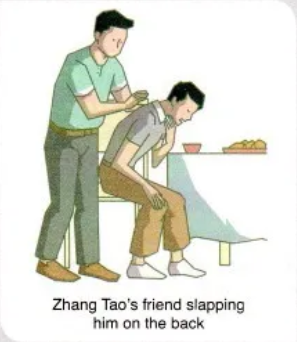 Zhang Tao's friend slapping
him on the back